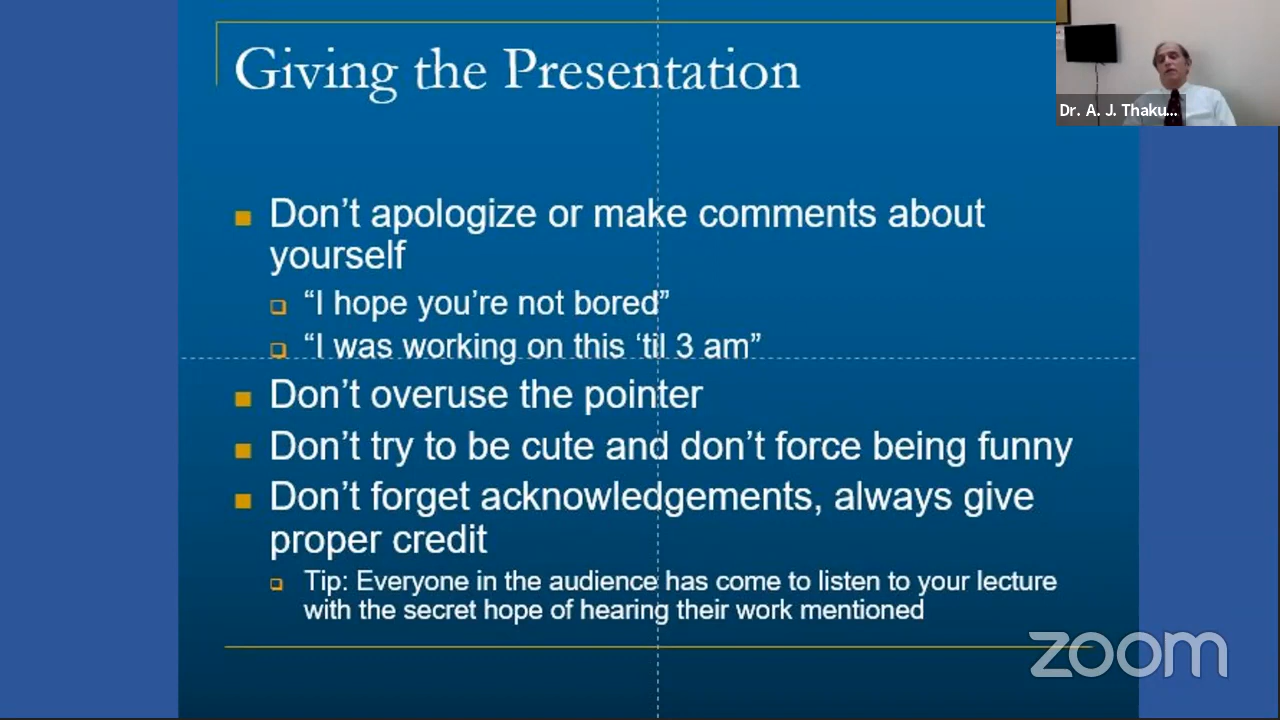 Giving the Presentation
Dr. A. J. Thaku...
Don’t apologize or make comments about
yourself
“I hope you’re not bored”
“I was working on this ‘til 3 am”
Don’t overuse the pointer
Don’t try to be cute and don’t force being funny
Don’t forget acknowledgements, always give
proper credit
Tip: Everyone in the audience has come to listen to your lecture
with the secret hope of hearing their work mentioned
zoom